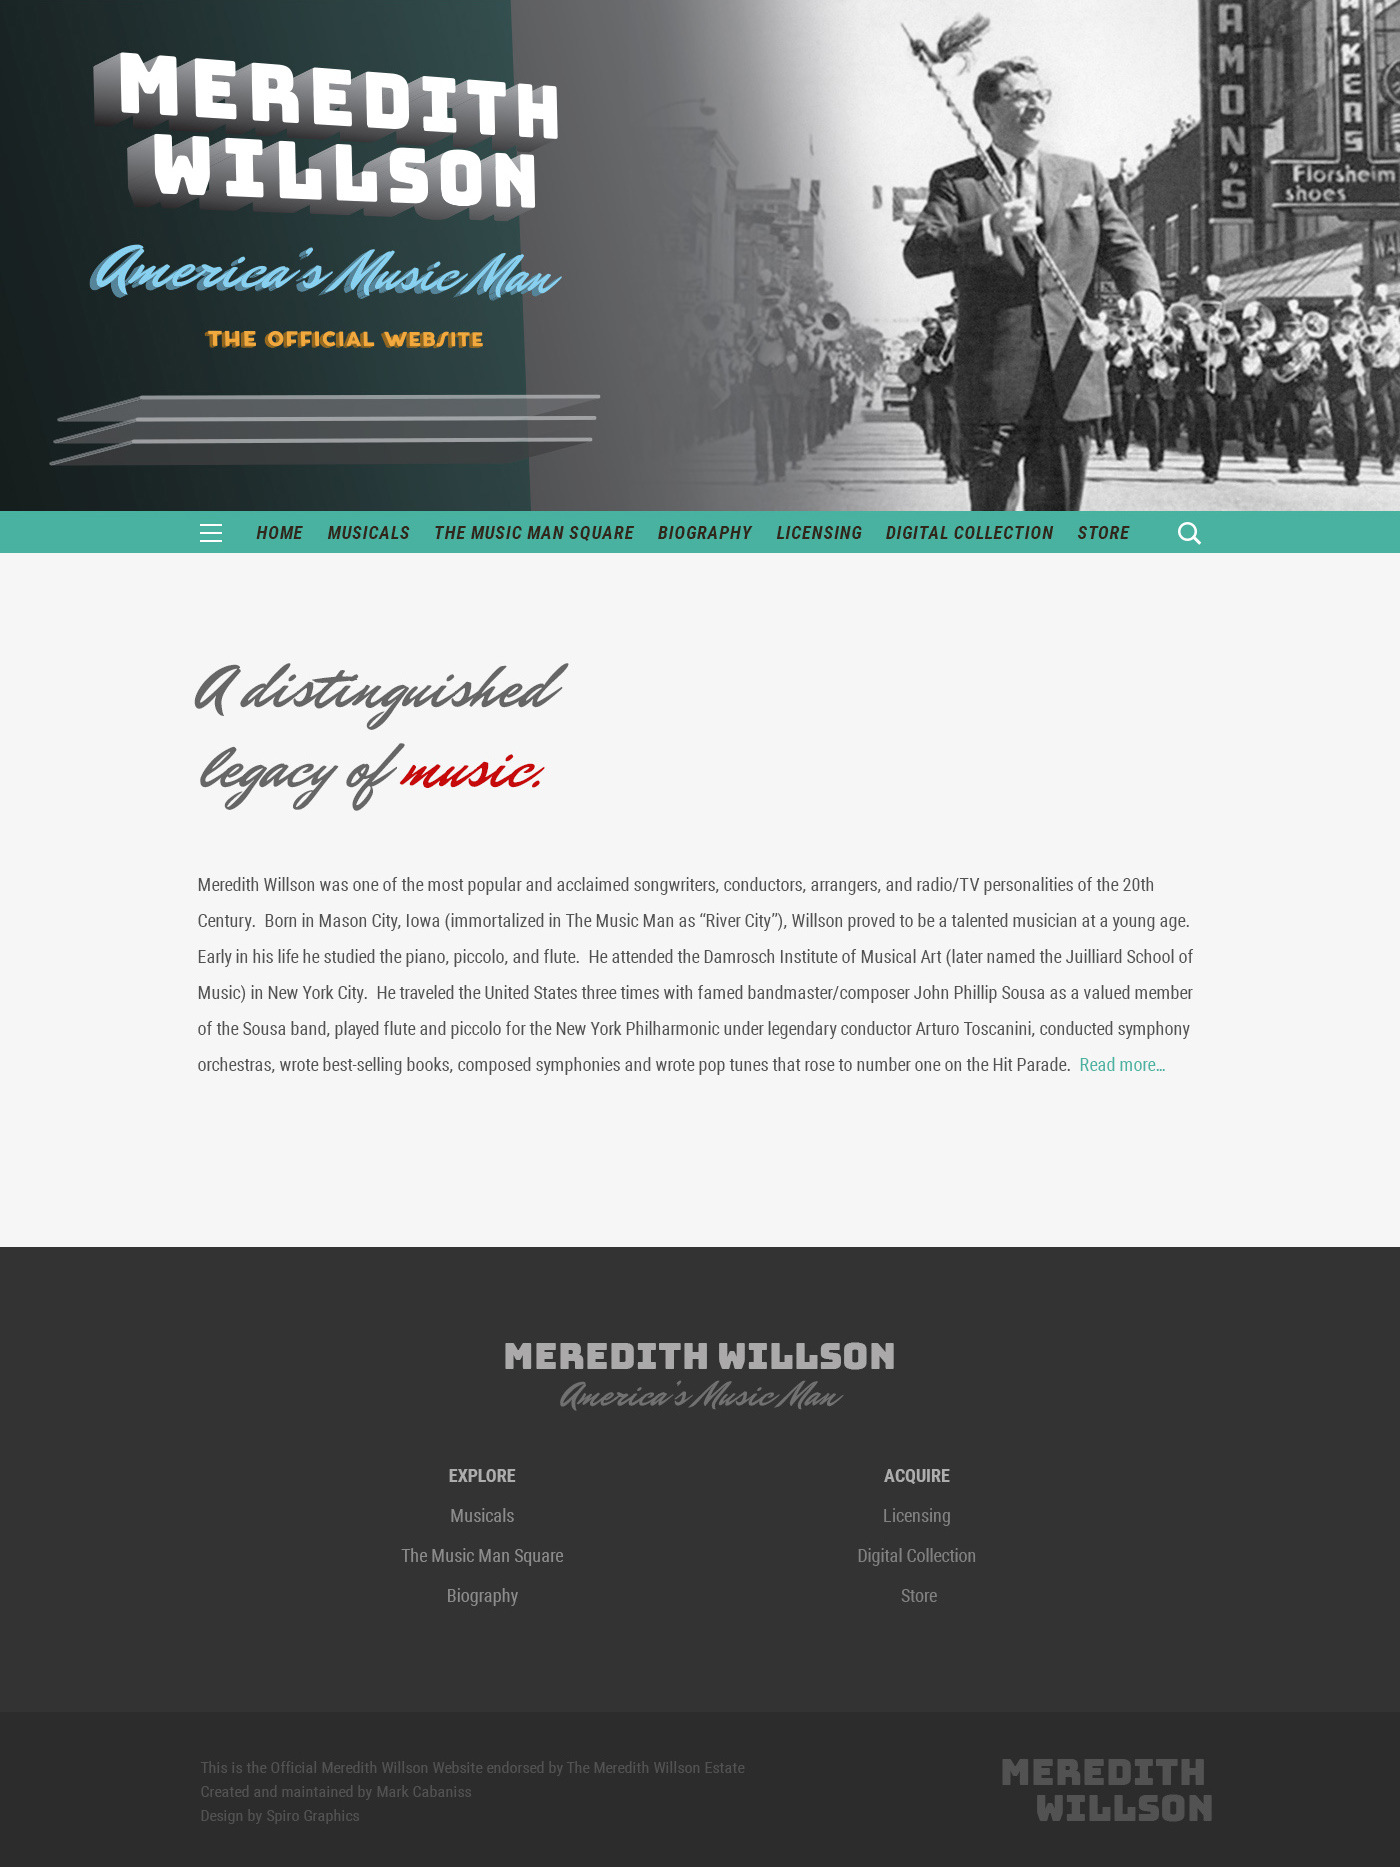 MEREDITH
WILLSON
America's Music Man
THE OFFICIAL WEBSITE
AMON'S
LKERS
Florsheim
shoes
HOME MUSICALS THE MUSIC MAN SQUARE BIOGRAPHY LICENSING DIGITAL COLLECTION STORE
A distinguished
legacy of music.
Meredith Willson was one of the most popular and acclaimed songwriters, conductors, arrangers, and radio/TV personalities of the 20th
Century.  Born in Mason City, Iowa (immortalized in The Music Man as “River City”), Willson proved to be a talented musician at a young age.
Early in his life he studied the piano, piccolo, and flute.  He attended the Damrosch Institute of Musical Art (later named the Juilliard School of
Music) in New York City.  He traveled the United States three times with famed bandmaster/composer John Phillip Sousa as a valued member
of the Sousa band, played flute and piccolo for the New York Philharmonic under legendary conductor Arturo Toscanini, conducted symphony
orchestras, wrote best-selling books, composed symphonies and wrote pop tunes that rose to number one on the Hit Parade.  Read more...
MEREDITH WILLSON
America's Music Man
EXPLORE
Musicals
The Music Man Square
Biography
ACQUIRE
Licensing
Digital Collection
Store
This is the Official Meredith Willson Website endorsed by The Meredith Willson Estate
Created and maintained by Mark Cabaniss
Design by Spiro Graphics
MEREDITH
WILLSON